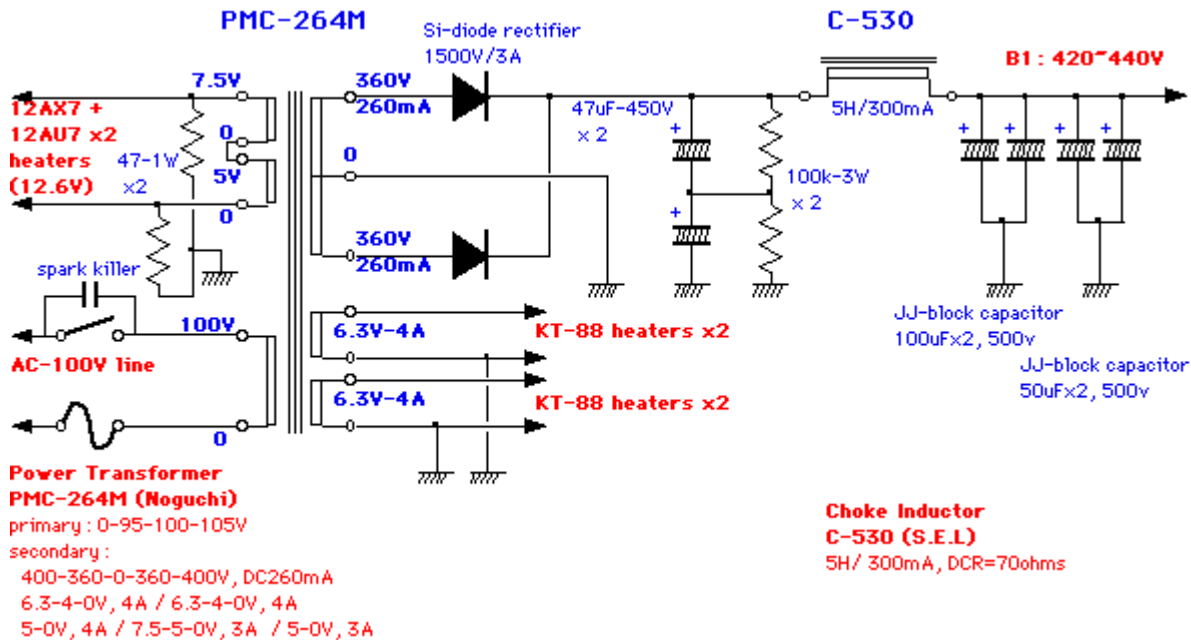 PMC-264M
C-530
Si-diode rectifier
1500V/3A
B1 : 420~440V
7.5V
360V
260mA
47uF-450V
x 2
5H/300mA
12AX7 +
12AU7 x2
heaters
(12.6V)
47-1W
x2
0
5V
0
0
100k-3W
x 2
360V
260mA
spark killer
100V
AC-100V line
0
6.3V-4A
KT-88 heaters x2
6.3V-4A
KT-88 heaters x2
JJ-block capacitor
100uFx2, 500v
JJ-block capacitor
50uFx2, 500v
Power Transformer
PMC-264M (Noguchi)
primary : 0-95-100-105V
secondary :
400-360-0-360-400V, DC260mA
6.3-4-0V, 4A / 6.3-4-0V, 4A
5-0V, 4A / 7.5-5-0V, 3A / 5-0V, 3A
Choke Inductor
C-530 (S.E.L)
5H/ 300mA, DCR=70ohms